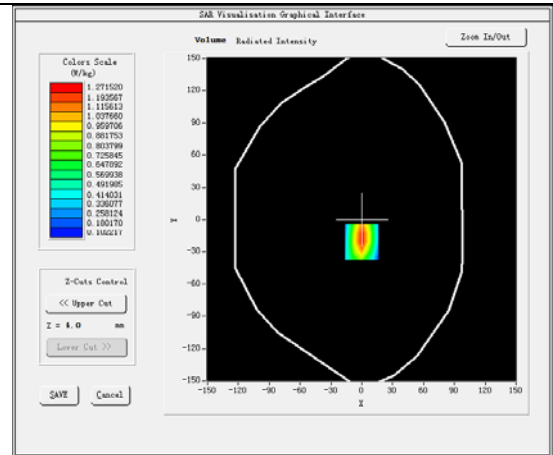 SAR Visualisation Graphical Interface
Volume Radiated Intensity
Zoom In/Out
Colors Scale
(W/kg)
1.271520
1.193567
1.115613
1.037660
0.959706
0.881753
0.803799
0.725845
0.647892
0.569938
0.491985
0.414031
0.336077
0.258124
0.180170
0.102217
Z-Cuts Control
<< Upper Cut
Z = 4.0 mm
Lower Cut >>
SAVE
Cancel
150
120
90
60
30
0
-30
-60
-90
-120
-150
Y
-150 -120 -90 -60 -30 0 30 60 90 120 150
X